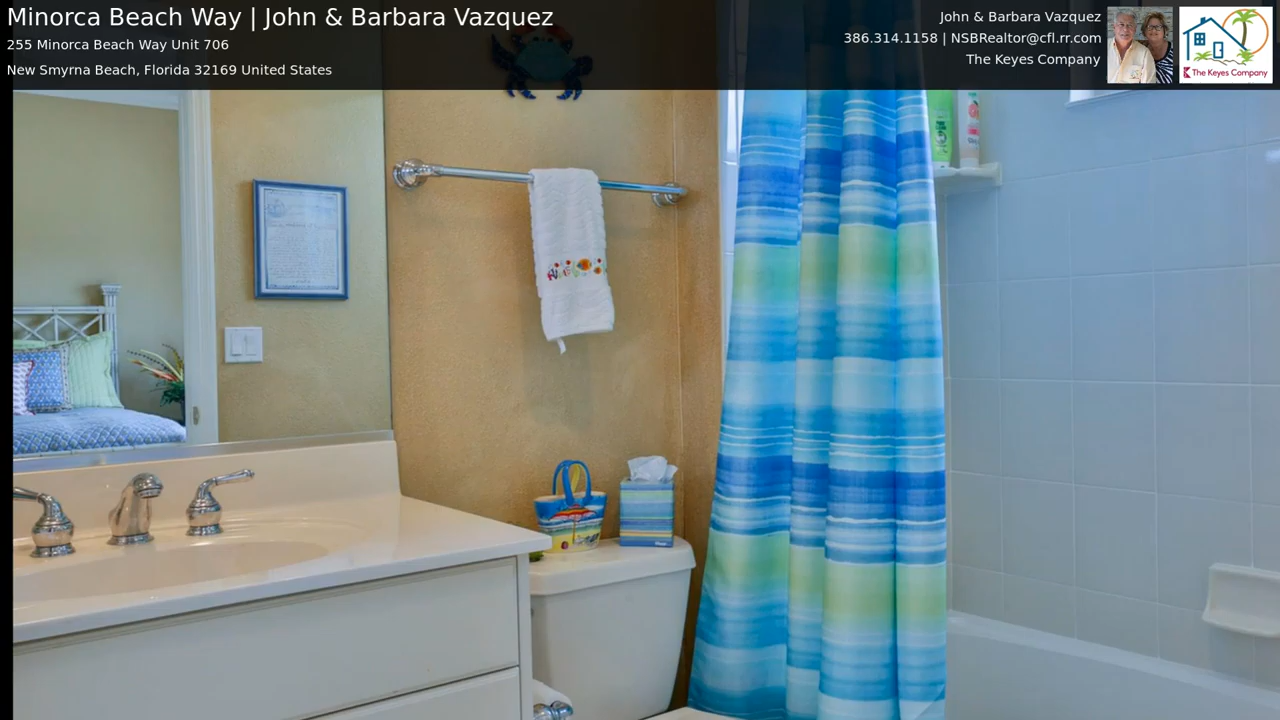 Minorca Beach Way | John & Barbara Vazquez
255 Minorca Beach Way Unit 706
New Smyrna Beach, Florida 32169 United States
John & Barbara Vazquez
386.314.1158 | NSBRealtor@cfl.rr.com
The Keyes Company
The Keyes Company